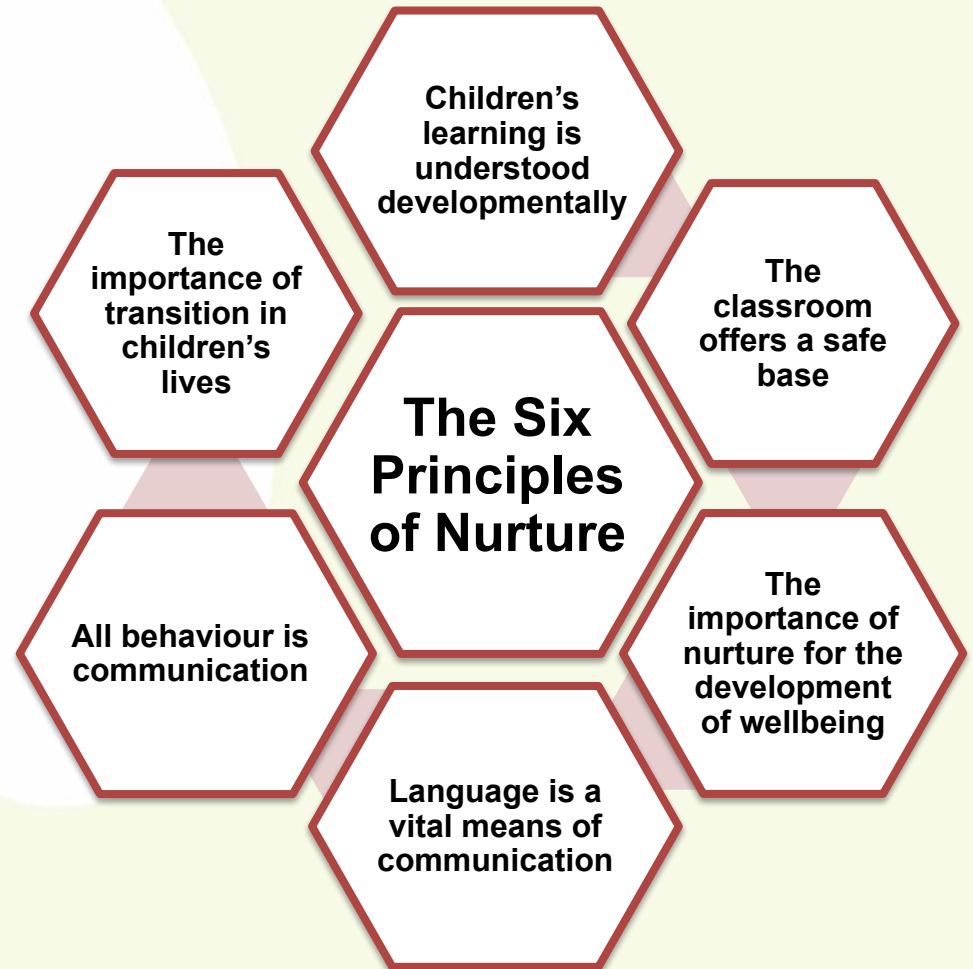 The Six
Principles
of Nurture
Children’s
learning is
understood
developmentally
The
classroom
offers a safe
base
The
importance of
nurture for the
development
of wellbeing
Language is a
vital means of
communication
All behaviour is
communication
The
importance of
transition in
children’s
lives